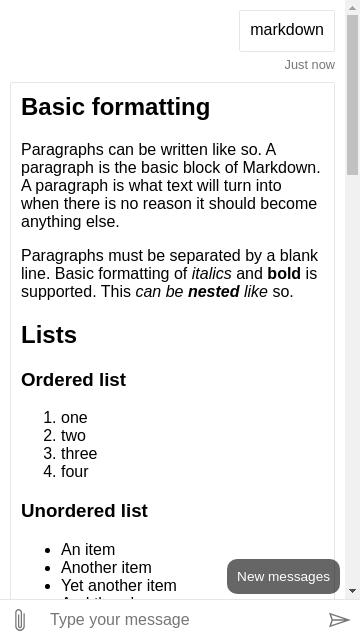 markdown
Just now
Basic formatting
Paragraphs can be written like so. A
paragraph is the basic block of Markdown.
A paragraph is what text will turn into
when there is no reason it should become
anything else.
Paragraphs must be separated by a blank
line. Basic formatting of italics and bold is
supported. This can be nested like so.
Lists
Ordered list
1. one
2. two
3. three
4. four
Unordered list
• An item
• Another item
• Yet another item
New messages
Type your message